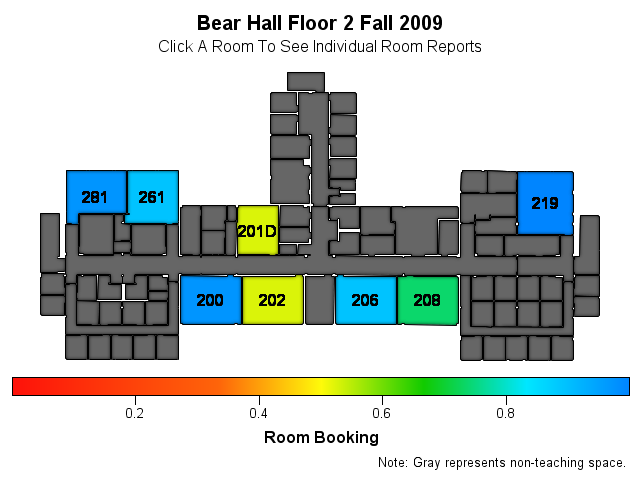 Bear Hall Floor 2 Fall 2009
Click A Room To See Individual Room Reports
281
261
219
201D
200
202
206
208
0.2
0.4
0.6
0.8
Room Booking
Note: Gray represents non-teaching space.